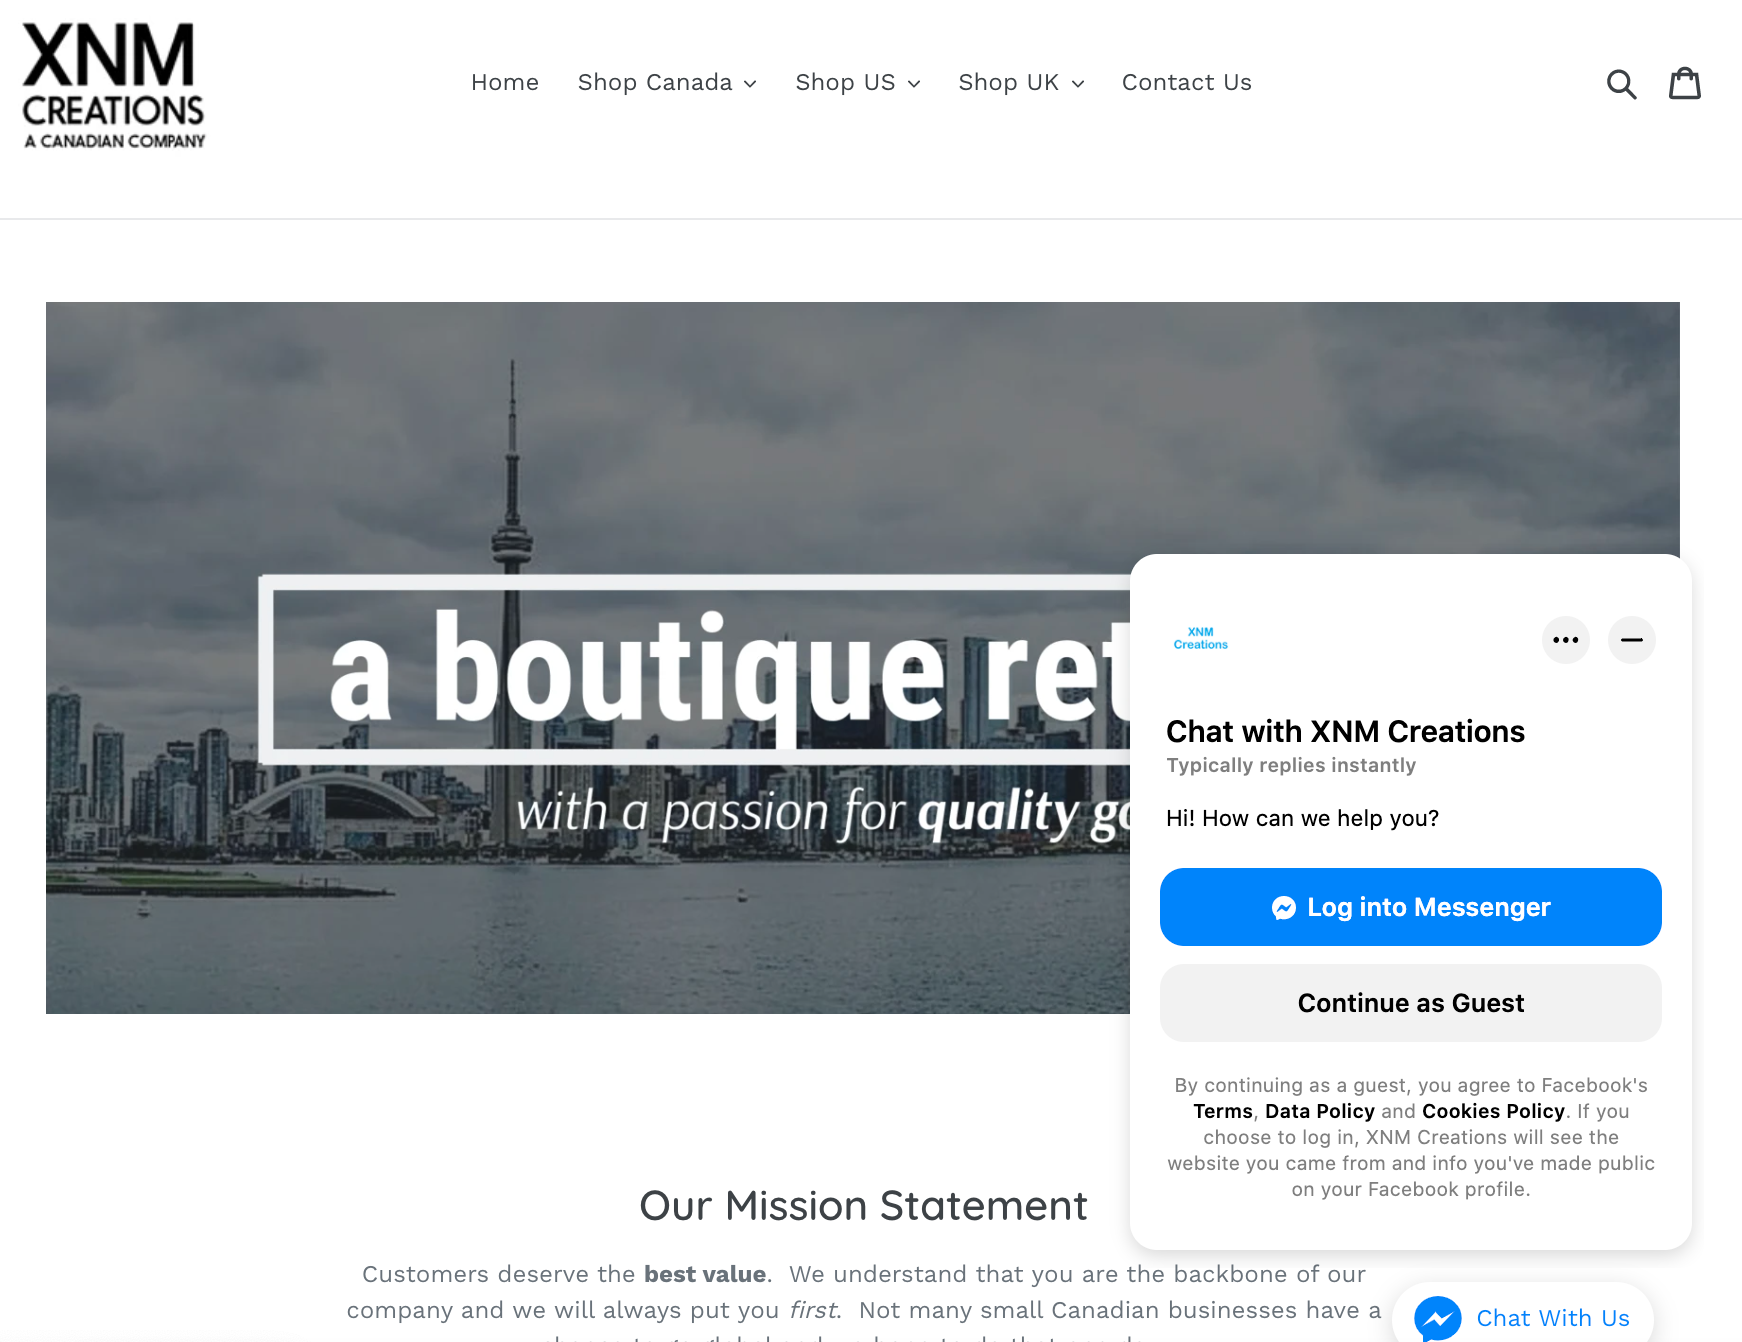 XNM
CREATIONS
A CANADIAN COMPANY
Home Shop Canada Shop US Shop UK Contact Us
a boutique ret
with a passion for quality go
XNM
Creations
Chat with XNM Creations
Typically replies instantly
Hi! How can we help you?
Log into Messenger
Continue as Guest
By continuing as a guest, you agree to Facebook's
Terms, Data Policy and Cookies Policy. If you
choose to log in, XNM Creations will see the
website you came from and info you've made public
on your Facebook profile.
Our Mission Statement
Customers deserve the best value. We understand that you are the backbone of our
company and we will always put you first. Not many small Canadian businesses have a
Chat With Us